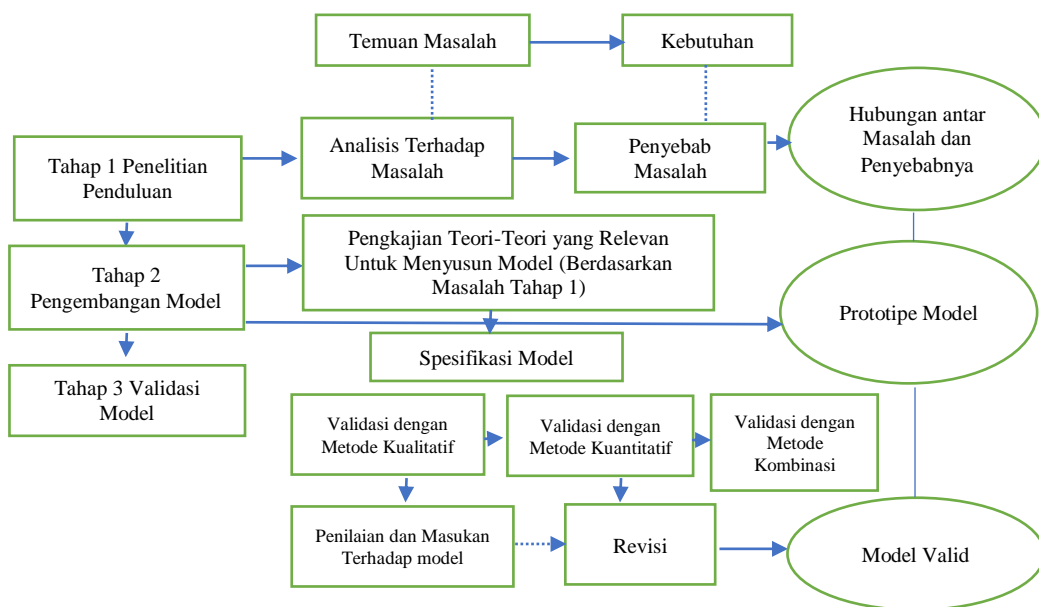 Temuan Masalah
Kebutuhan
Tahap 1 Penelitian
Penduluan
Analisis Terhadap
Masalah
Penyebab
Masalah
Hubungan antar
Masalah dan
Penyebabnya
Tahap 2
Pengembangan Model
Pengkajian Teori-Teori yang Relevan
Untuk Menyusun Model (Berdasarkan
Masalah Tahap 1)
Prototipe Model
Spesifikasi Model
Tahap 3 Validasi
Model
Validasi dengan
Metode Kualitatif
Validasi dengan
Metode Kuantitatif
Validasi dengan
Metode
Kombinasi
Penilaian dan Masukan
Terhadap model
Revisi
Model Valid